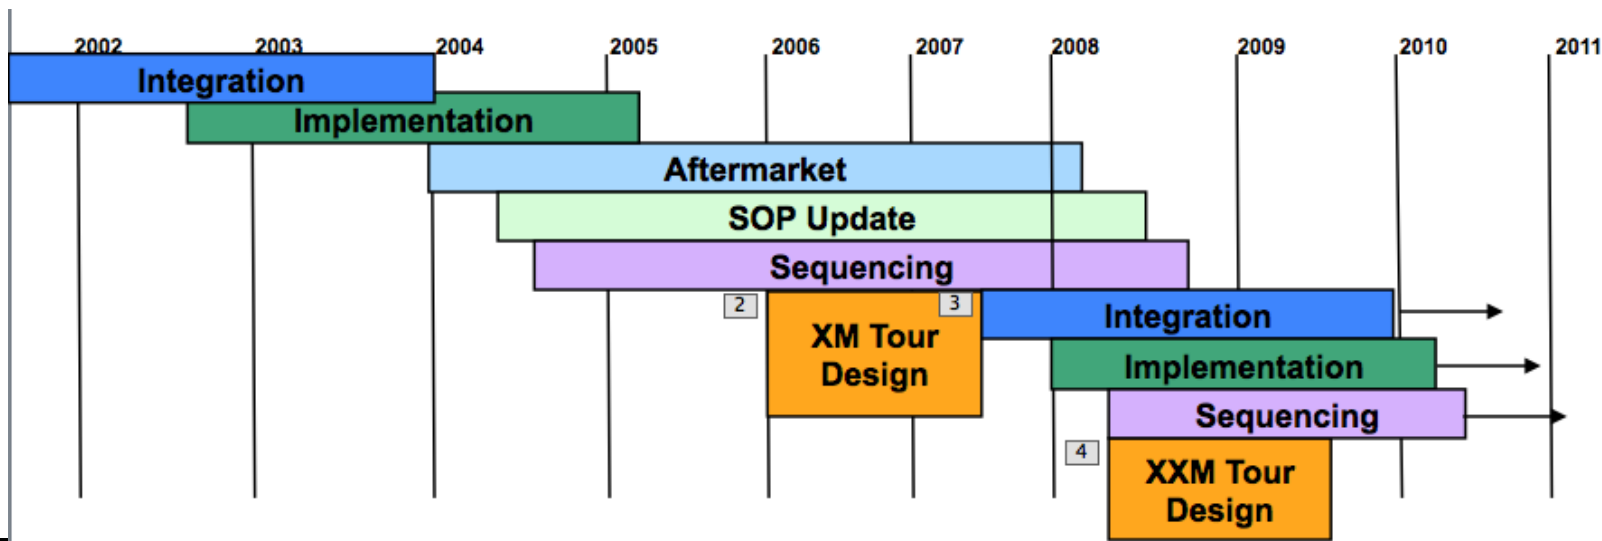 2002 2003 2004 2005 2006 2007 2008 2009 2010 2011
Integration
Implementation
Aftermarket
SOP Update
Sequencing
2
XM Tour
Design
3
Integration
Implementation
Sequencing
4
XXM Tour
Design